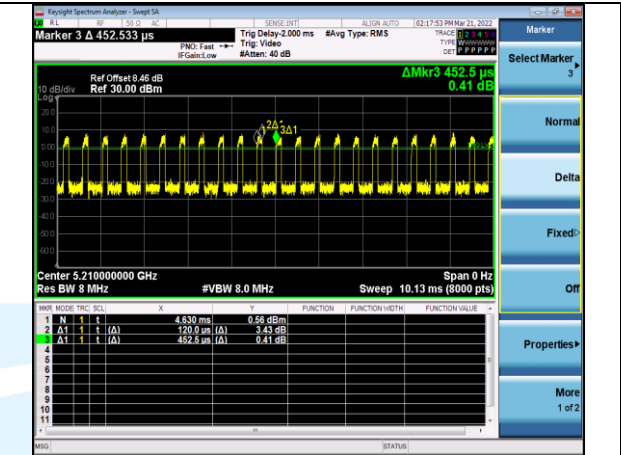 Keysight Spectrum Analyzer - Swept SA
RL RF 50 Ω AC SENSE:INT ALIGN AUTO 02:17:53 PM Mar 21, 2022
Marker 3 Δ 452.533 µs
Trig Delay-2.000 ms #Avg Type: RMS
TRACE 1 2 3 4 5 6
PNO: Fast Trig: Video
TYPE WWWWWW
IFGain:Low #Atten: 40 dB
DET P P P P P P
Ref Offset 8.46 dB
ΔMkr3 452.5 µs
10 dB/div Ref 30.00 dBm
0.41 dB
Log
20.0
10.0
2Δ1
3Δ1
0.00
-10.0
-20.0
-30.0
-40.0
-50.0
-60.0
Center 5.210000000 GHz
Span 0 Hz
Res BW 8 MHz #VBW 8.0 MHz Sweep 10.13 ms (8000 pts)
MKR MODE TRC SCL X Y FUNCTION FUNCTION WIDTH FUNCTION VALUE
1 N 1 t 4.630 ms 0.56 dBm
2 Δ1 1 t (Δ) 120.0 µs (Δ) 3.43 dB
3 Δ1 1 t (Δ) 452.5 µs (Δ) 0.41 dB
4
5
6
7
8
9
10
11
MSG STATUS
Marker
Select Marker
3
Normal
Delta
Fixed
Off
Properties
More
1 of 2